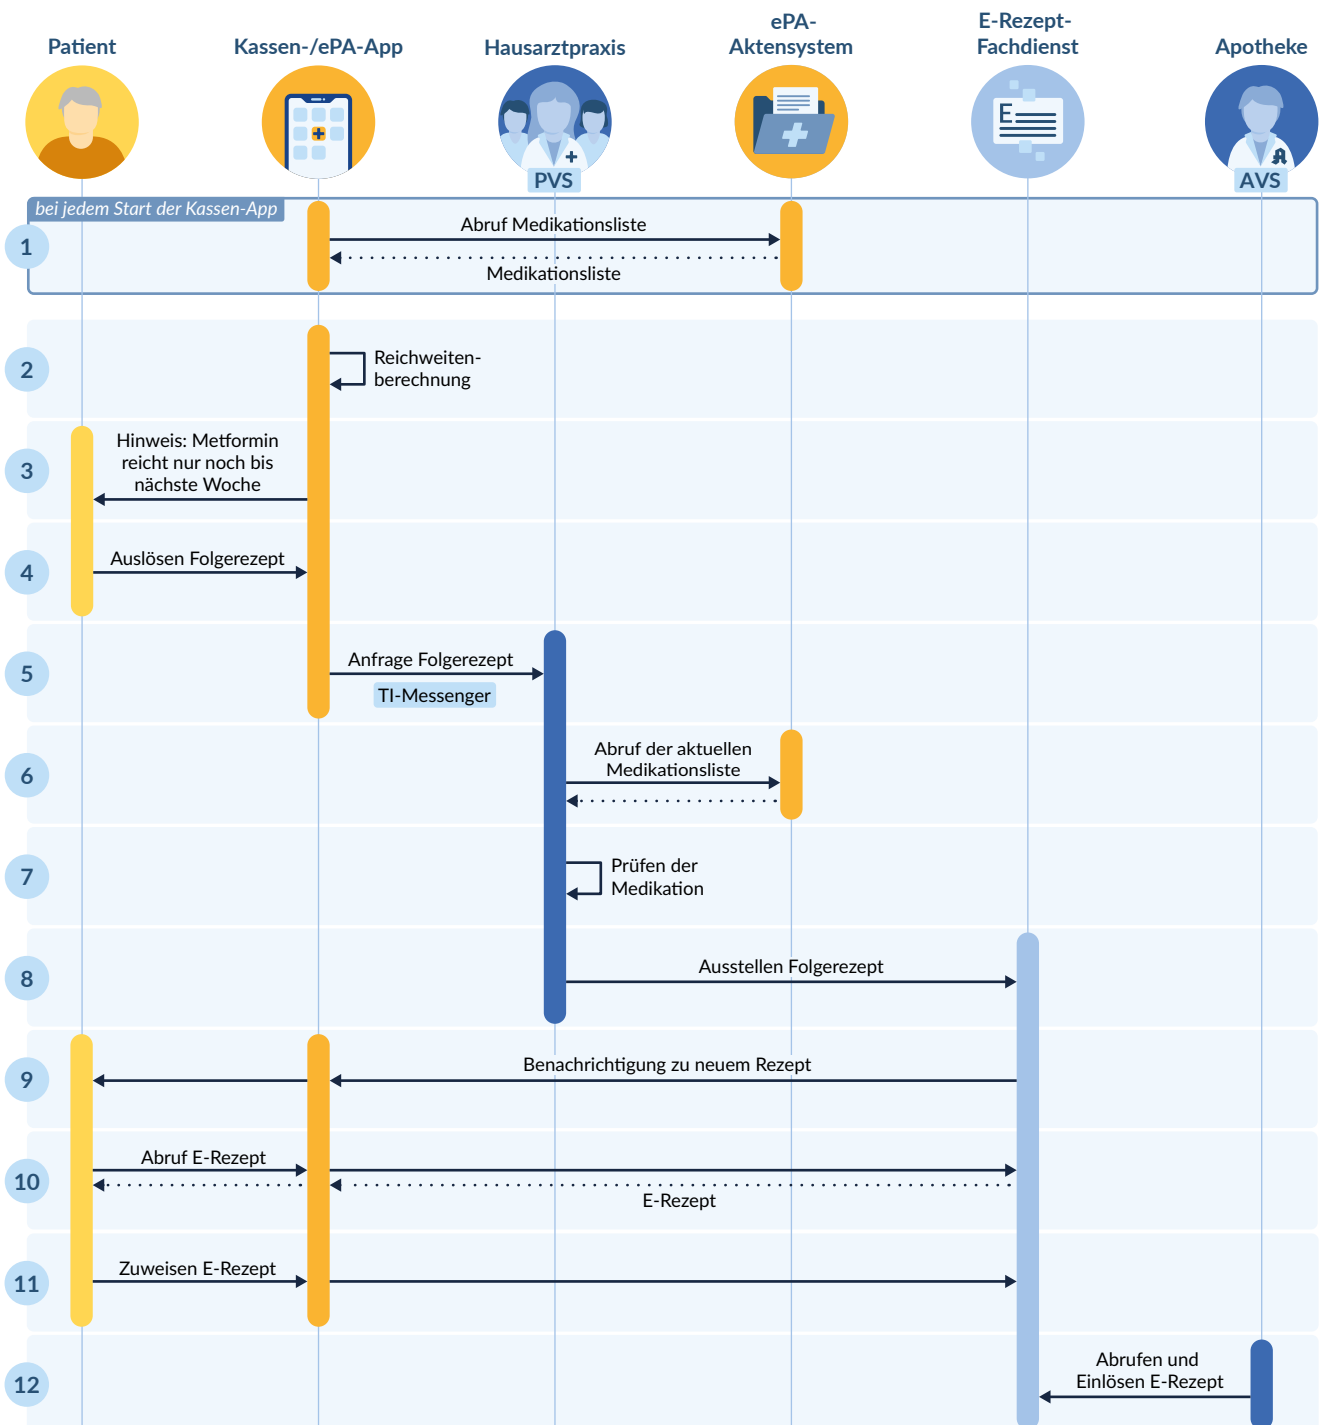 Patient
Kassen-/ePA-App
Hausarztpraxis
ePA-
Aktensystem
E-Rezept-
Fachdienst
Apotheke
E
PVS
AVS
bei jedem Start der Kassen-App
1
Abruf Medikationsliste
Medikationsliste
2
Reichweiten-
berechnung
3
Hinweis: Metformin
reicht nur noch bis
nächste Woche
4
Auslösen Folgerezept
5
Anfrage Folgerezept
TI-Messenger
6
Abruf der aktuellen
Medikationsliste
7
Prüfen der
Medikation
8
Ausstellen Folgerezept
9
Benachrichtigung zu neuem Rezept
10
Abruf E-Rezept
E-Rezept
11
Zuweisen E-Rezept
12
Abrufen und
Einlösen E-Rezept